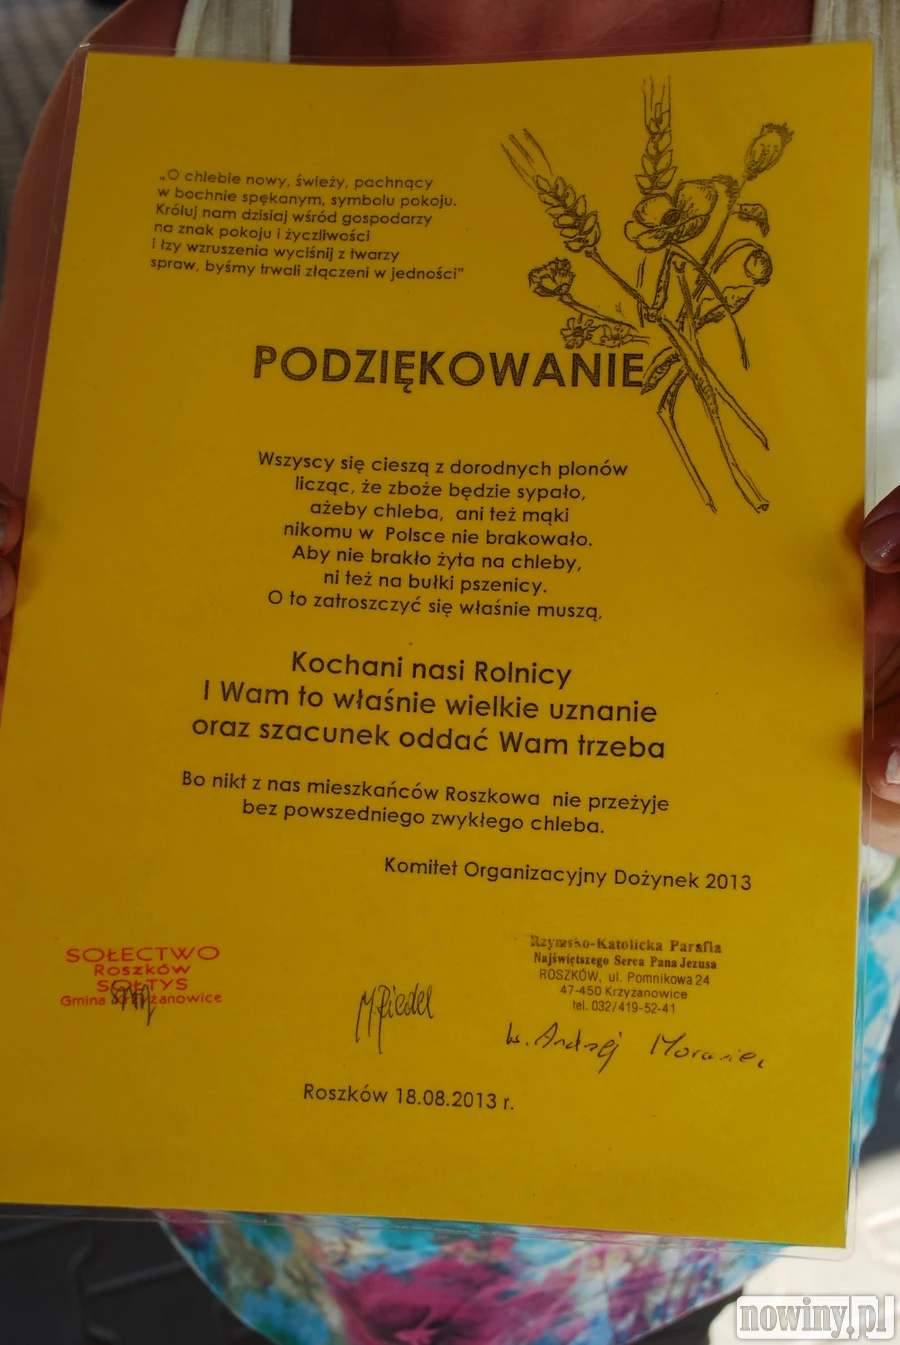 „O chlebie nowy, świeży, pachnący
w bochnie spękanym, symbolu pokoju.
Króluj nam dzisiaj wśród gospodarzy
na znak pokoju i życzliwości
i łzy wzruszenia wyciśnij z twarzy
spraw, byśmy trwali złączeni w jedności"
PODZIĘKOWANIE
Wszyscy się cieszą z dorodnych plonów
licząc, że zboże będzie sypało,
ażeby chleba, ani też mąki
nikomu w Polsce nie brakowało.
Aby nie brakło żyta na chleby,
ni też na bułki pszenicy.
O to zatroszczyć się właśnie muszą,
Kochani nasi Rolnicy
I Wam to właśnie wielkie uznanie
oraz szacunek oddać Wam trzeba
Bo nikt z nas mieszkańców Roszkowa nie przeżyje
bez powszedniego zwykłego chleba.
Komitet Organizacyjny Dożynek 2013
SOŁECTWO
Roszków
SOŁTYS
Gmina Krzyżanowice
Rzymsko-Katolicka Parafia
Najświętszego Serca Pana Jezusa
ROSZKÓW, ul. Pomnikowa 24
47-450 Krzyżanowice
tel. 032/419-52-41
ks. Andrzej
Roszków 18.08.2013 r.
nowiny.pl